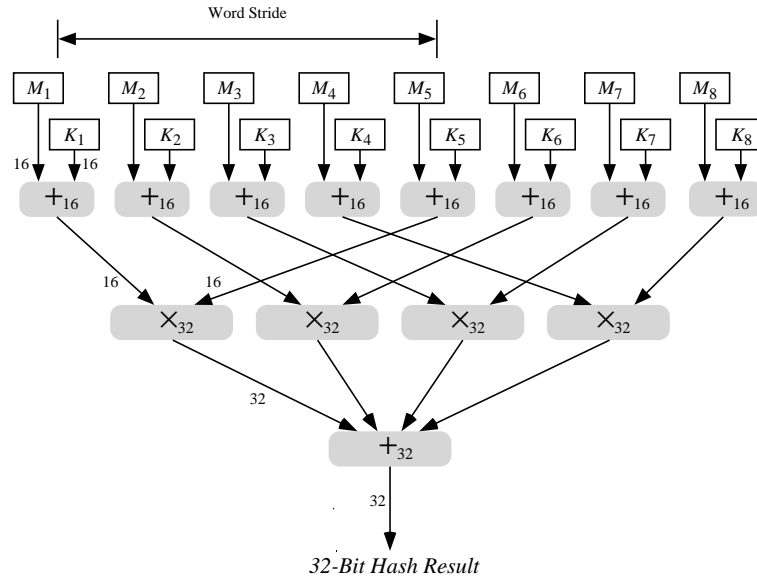 Word Stride
M1 M2 M3 M4 M5 M6 M7 M8
K1 K2 K3 K4 K5 K6 K7 K8
16 16
+16 +16 +16 +16 +16 +16 +16 +16
16 16
×32 ×32 ×32 ×32
32
+32
32
32-Bit Hash Result